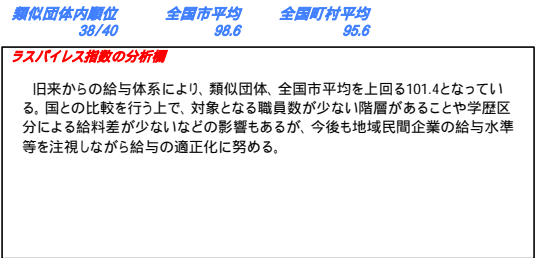 類似団体内順位 全国市平均 全国町村平均
38/40 98.6 95.6
ラスパイレス指数の分析欄
旧来からの給与体系により、類似団体、全国市平均を上回る101.4となってい
る。国との比較を行う上で、対象となる職員数が少ない階層があることや学歴区
分による給料差が少ないなどの影響もあるが、今後も地域民間企業の給与水準
等を注視しながら給与の適正化に努める。